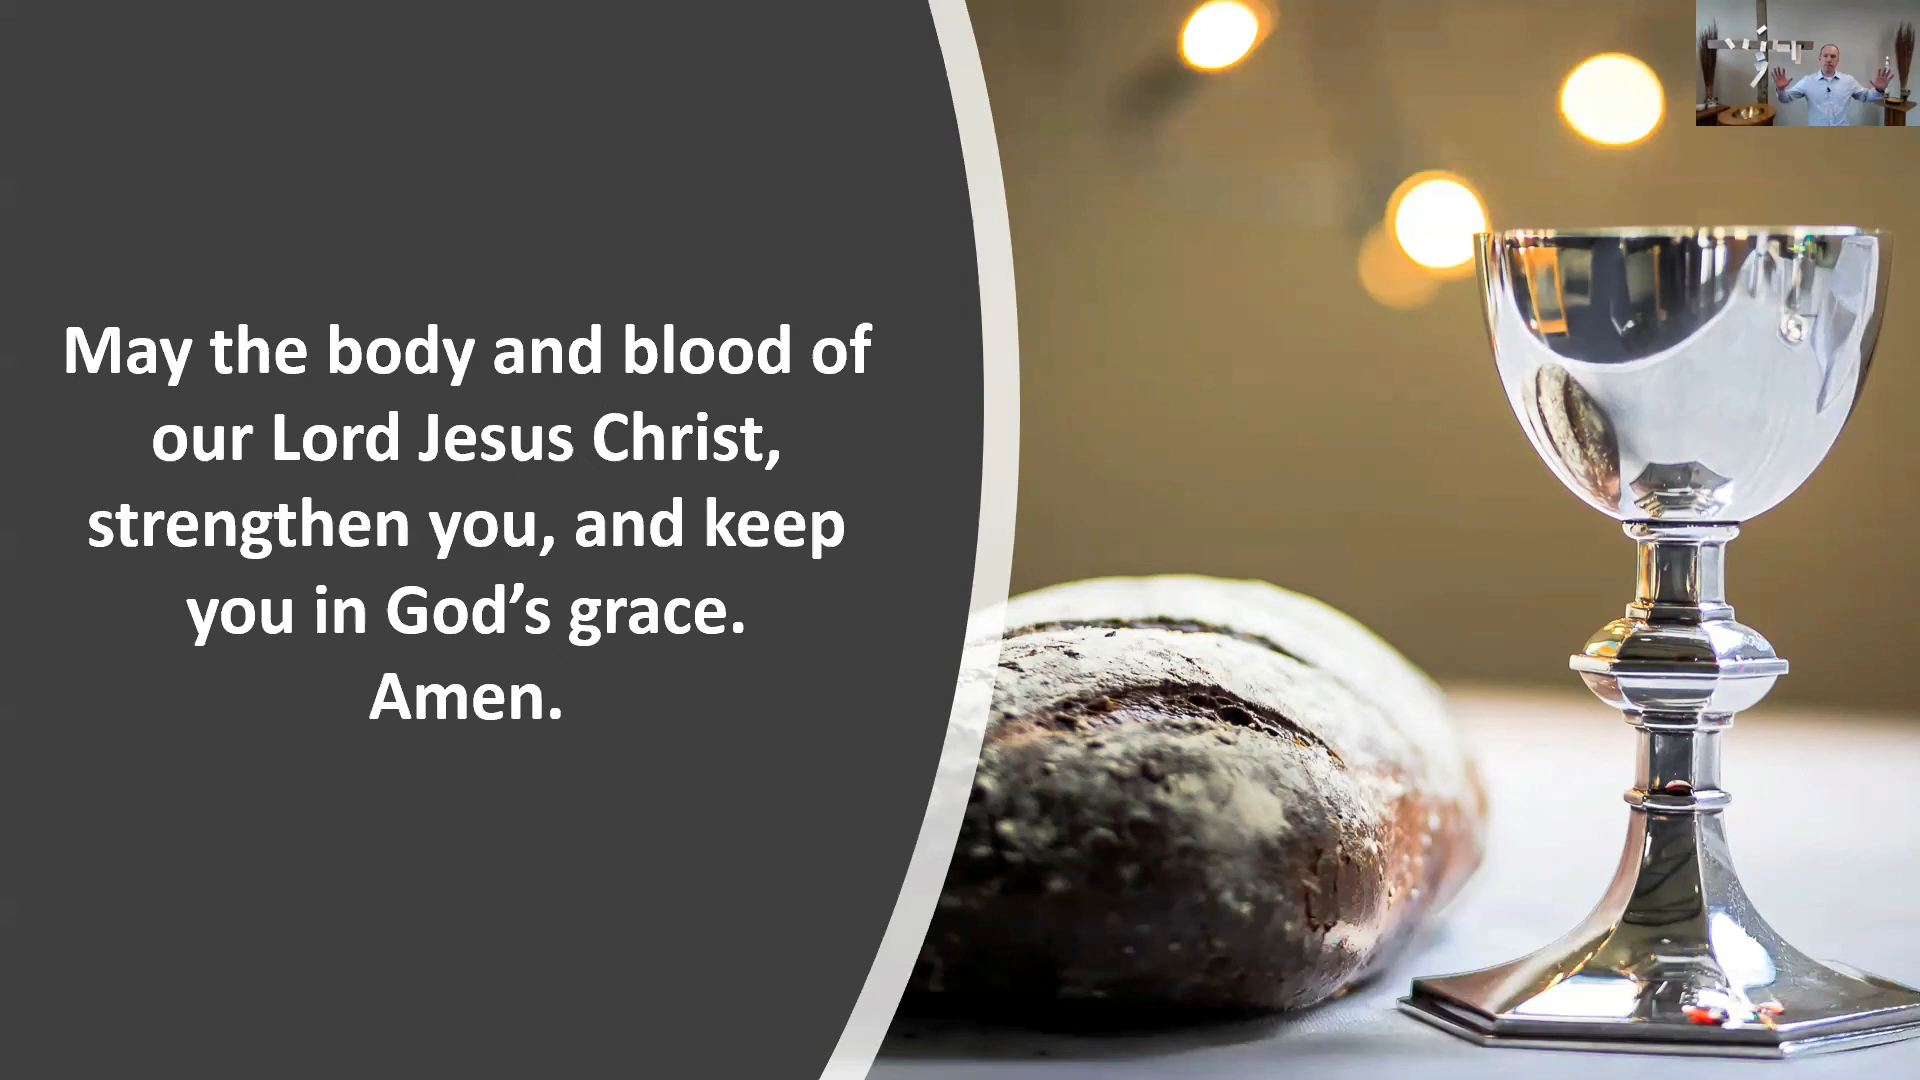 May the body and blood of
our Lord Jesus Christ,
strengthen you, and keep
you in God’s grace.
Amen.